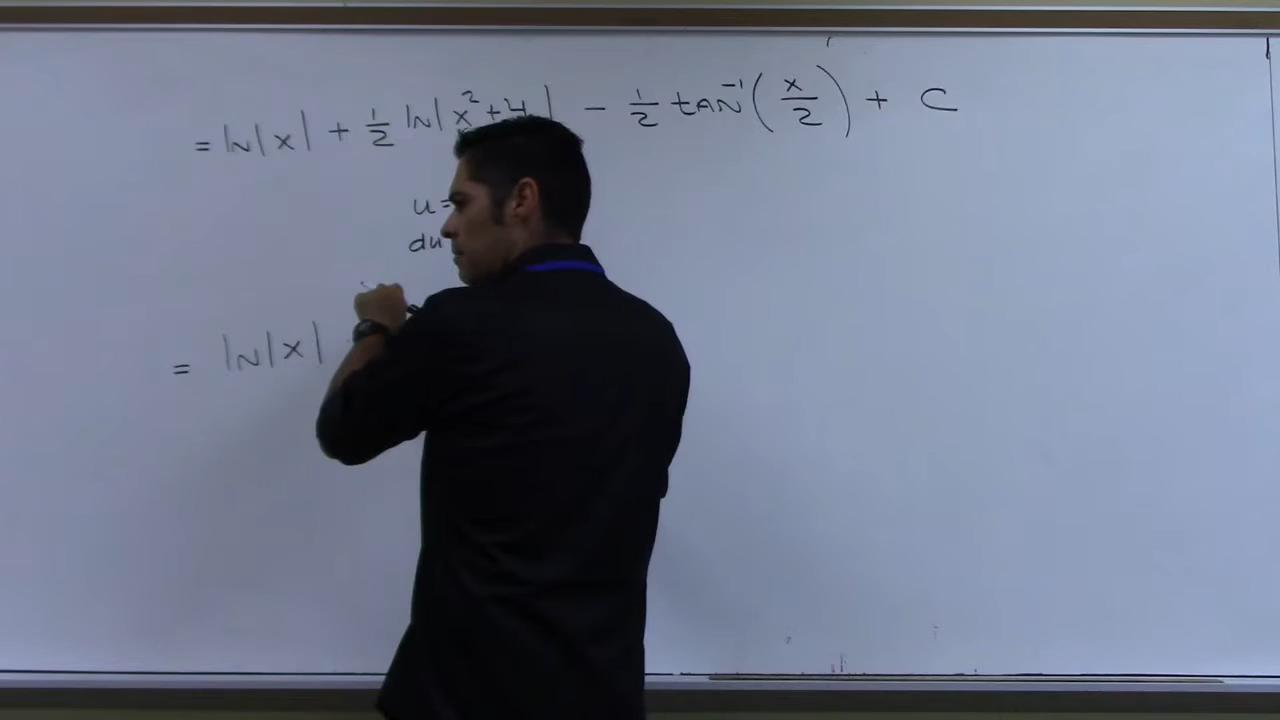 = ln|x| + 1/2 ln|x² + 4| - 1/2 tan⁻¹(x/2) + C
u =
du
= ln|x|